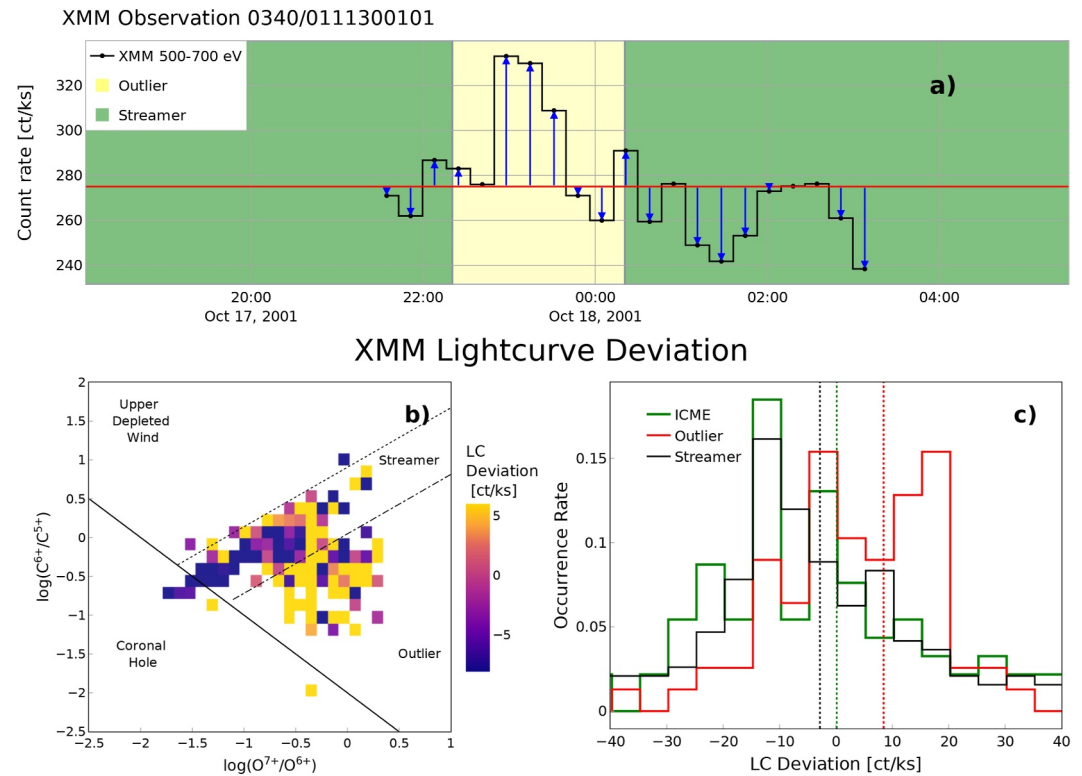 XMM Observation 0340/0111300101
XMM 500-700 eV
Outlier
Streamer
a)
Count rate [ct/ks]
320
300
280
260
240
20:00
Oct 17, 2001
22:00
00:00
Oct 18, 2001
02:00
04:00
XMM Lightcurve Deviation
b)
Upper
Depleted
Wind
Streamer
Coronal
Hole
Outlier
log(C⁶⁺/C⁵⁺)
2
1.5
1
0.5
0
−0.5
−1
−1.5
−2
−2.5
−2.5 −2 −1.5 −1 −0.5 0 0.5 1
log(O⁷⁺/O⁶⁺)
LC
Deviation
[ct/ks]
5
0
−5
c)
ICME
Outlier
Streamer
Occurrence Rate
0.15
0.1
0.05
0
−40 −30 −20 −10 0 10 20 30 40
LC Deviation [ct/ks]